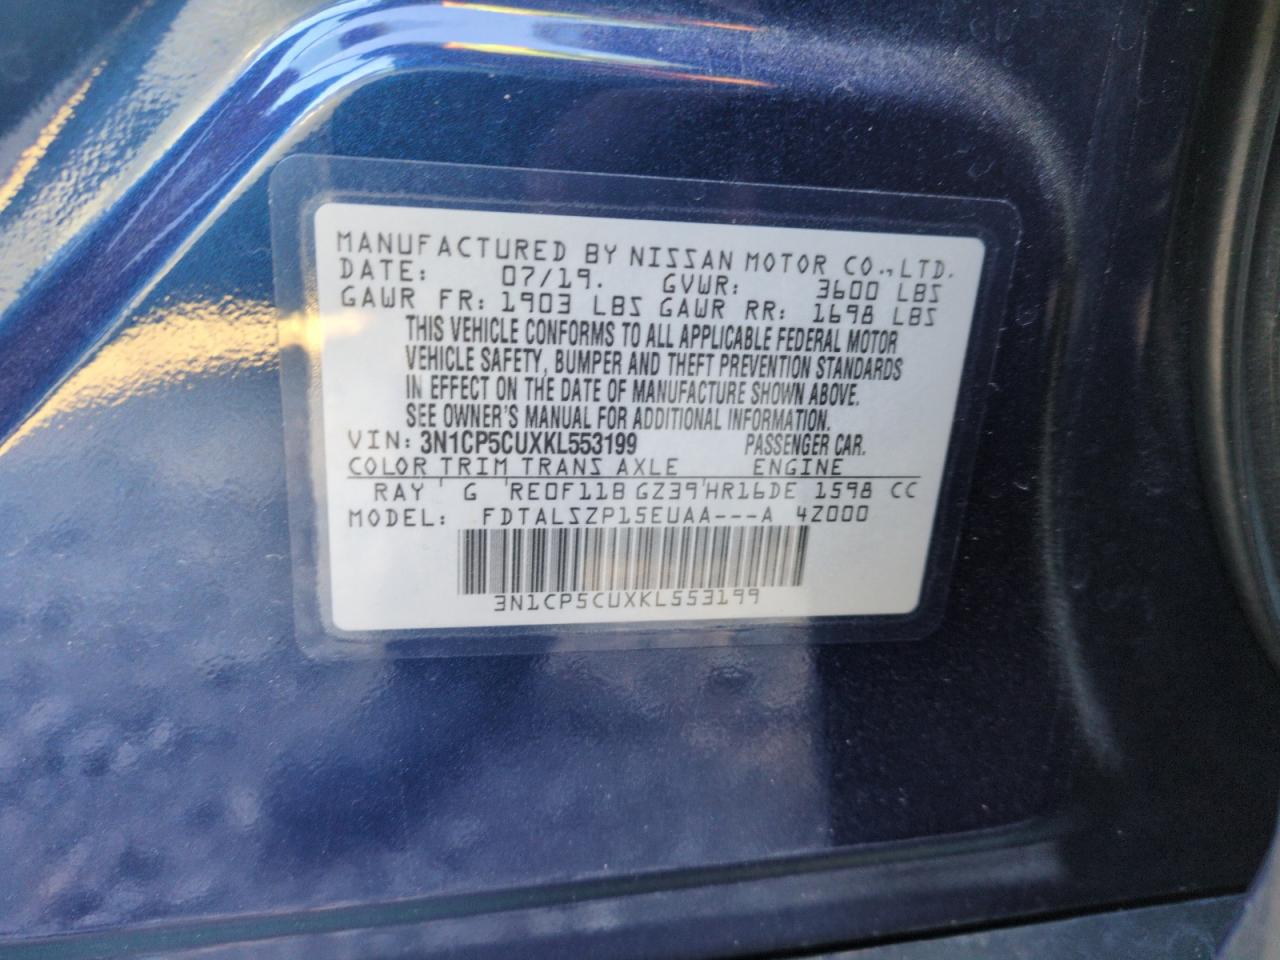 MANUFACTURED BY NISSAN MOTOR CO.,LTD.
DATE: 07/19. GVWR: 3600 LBS
GAWR FR: 1903 LBS GAWR RR: 1698 LBS
THIS VEHICLE CONFORMS TO ALL APPLICABLE FEDERAL MOTOR
VEHICLE SAFETY, BUMPER AND THEFT PREVENTION STANDARDS
IN EFFECT ON THE DATE OF MANUFACTURE SHOWN ABOVE.
SEE OWNER'S MANUAL FOR ADDITIONAL INFORMATION.
VIN: 3N1CP5CUXKL553199 PASSENGER CAR.
COLOR TRIM TRANS AXLE ENGINE
RAY' G 'RE0F11B GZ39'HR16DE 1598 CC
MODEL: FDTALSZP15EUAA---A 4Z000
3N1CP5CUXKL553199